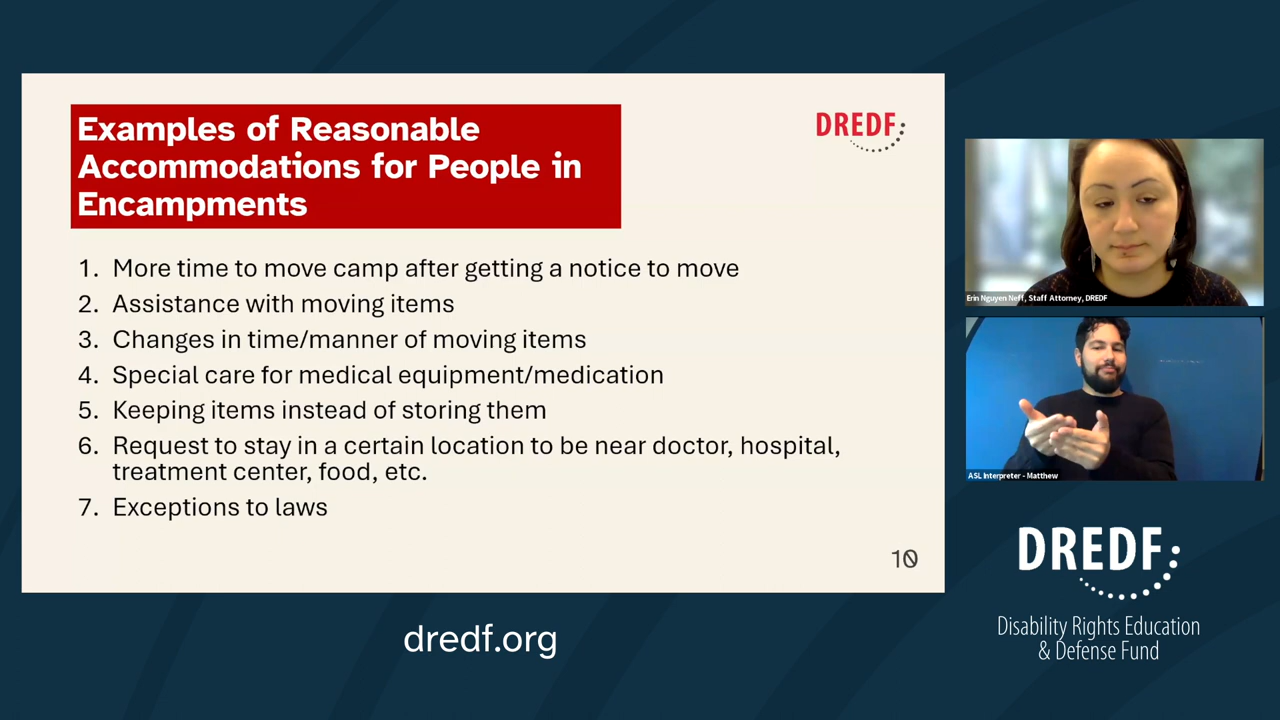 Examples of Reasonable
Accommodations for People in
Encampments
DREDF
1. More time to move camp after getting a notice to move
2. Assistance with moving items
3. Changes in time/manner of moving items
4. Special care for medical equipment/medication
5. Keeping items instead of storing them
6. Request to stay in a certain location to be near doctor, hospital,
treatment center, food, etc.
7. Exceptions to laws
10
Erin Nguyen Neff, Staff Attorney, DREDF
ASL Interpreter - Matthew
DREDF
Disability Rights Education
& Defense Fund
dredf.org